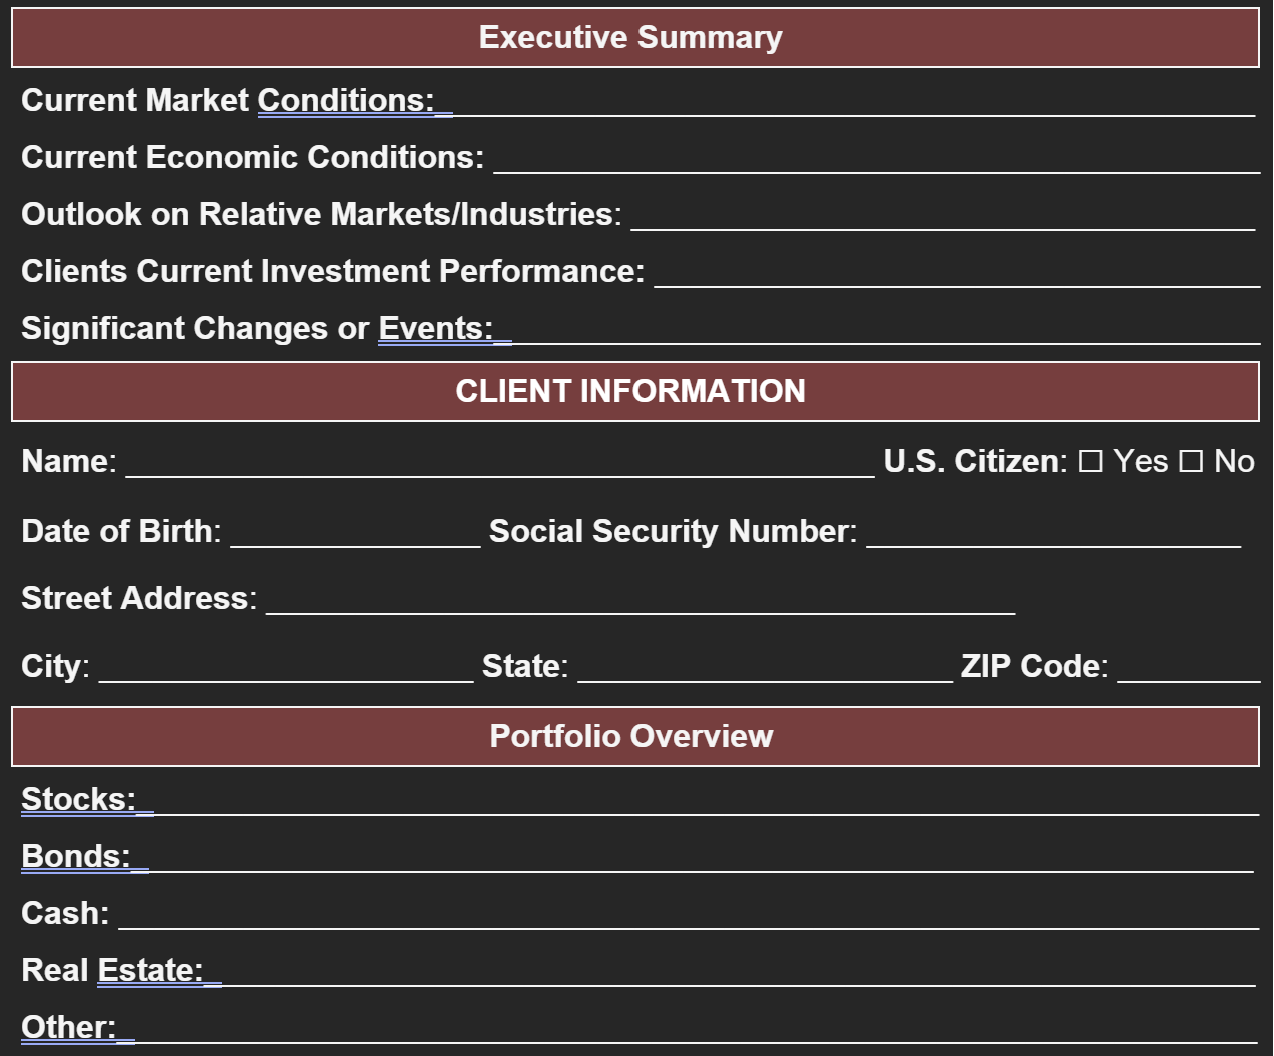 Executive Summary
Current Market Conditions:_
Current Economic Conditions:
Outlook on Relative Markets/Industries:
Clients Current Investment Performance:
Significant Changes or Events:_
CLIENT INFORMATION
Name: U.S. Citizen: ☐ Yes ☐ No
Date of Birth: Social Security Number:
Street Address:
City: State: ZIP Code:
Portfolio Overview
Stocks:_
Bonds:_
Cash:
Real Estate:_
Other:_